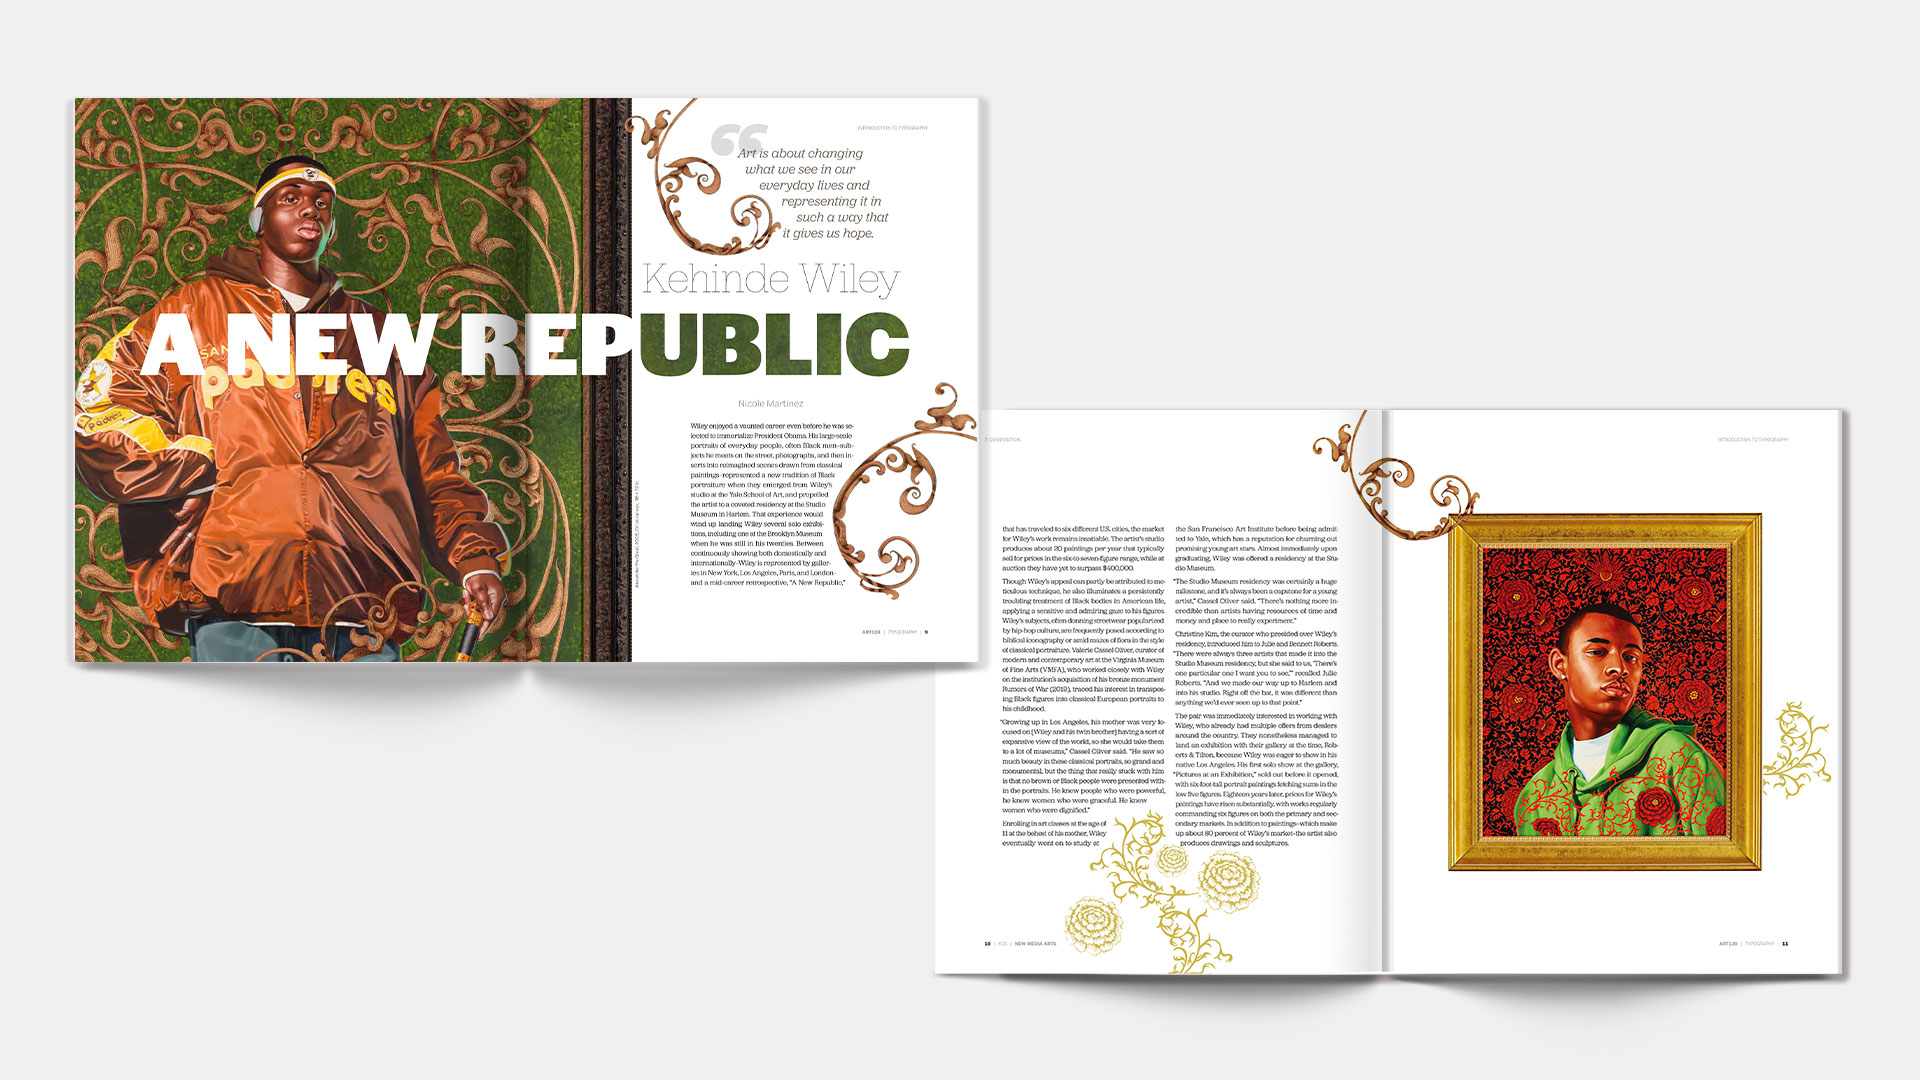 INTRODUCTION TO TYPOGRAPHY
“
Art is about changing
what we see in our
everyday lives and
representing it in
such a way that
it gives us hope.
Kehinde Wiley
A NEW REPUBLIC
SAN
padres
padres
Nicole Martinez
Wiley enjoyed a vaunted career even before he was se-
lected to immortalize President Obama. His large-scale
portraits of everyday people, often Black men–sub-
jects he meets on the street, photographs, and then in-
serts into reimagined scenes drawn from classical
paintings–represented a new tradition of Black
portraiture when they emerged from Wiley's
studio at the Yale School of Art, and propelled
the artist to a coveted residency at the Studio
Museum in Harlem. That experience would
wind up landing Wiley several solo exhibi-
tions, including one at the Brooklyn Museum
when he was still in his twenties. Between
continuously showing both domestically and
internationally–Wiley is represented by galler-
ies in New York, Los Angeles, Paris, and London–
and a mid-career retrospective, "A New Republic,"
ART120 | TYPOGRAPHY | 9
COMPOSITION
that has traveled to six different U.S. cities, the market
for Wiley's work remains insatiable. The artist's studio
produces about 20 paintings per year that typically
sell for prices in the six-to seven-figure range, while at
auction they have yet to surpass $400,000.
Though Wiley's appeal can partly be attributed to me-
ticulous technique, he also illuminates a persistently
troubling treatment of Black bodies in American life,
applying a sensitive and admiring gaze to his figures.
Wiley's subjects, often donning streetwear popularized
by hip-hop culture, are frequently posed according to
biblical iconography or amid mazes of flora in the style
of classical portraiture. Valerie Cassel Oliver, curator of
modern and contemporary art at the Virginia Museum
of Fine Arts (VMFA), who worked closely with Wiley
on the institution's acquisition of his bronze monument
Rumors of War (2019), traced his interest in transpos-
ing Black figures into classical European portraits to
his childhood.
"Growing up in Los Angeles, his mother was very fo-
cused on [Wiley and his twin brother] having a sort of
expansive view of the world, so she would take them
to a lot of museums," Cassel Oliver said. "He saw so
much beauty in these classical portraits, so grand and
monumental, but the thing that really stuck with him
is that no brown or Black people were presented with-
in the portraits. He knew people who were powerful,
he knew women who were graceful. He knew
women who were dignified."
Enrolling in art classes at the age of
11 at the behest of his mother, Wiley
eventually went on to study at
the San Francisco Art Institute before being admit-
ted to Yale, which has a reputation for churning out
promising young art stars. Almost immediately upon
graduating, Wiley was offered a residency at the Stu-
dio Museum.
"The Studio Museum residency was certainly a huge
milestone, and it's always been a capstone for a young
artist," Cassel Oliver said. "There's nothing more in-
credible than artists having resources of time and
money and place to really experiment."
Christine Kim, the curator who presided over Wiley's
residency, introduced him to Julie and Bennett Roberts.
"There were always three artists that made it into the
Studio Museum residency, but she said to us, 'There's
one particular one I want you to see,'" recalled Julie
Roberts. "And we made our way up to Harlem and
into his studio. Right off the bat, it was different than
anything we'd ever seen up to that point."
The pair was immediately interested in working with
Wiley, who already had multiple offers from dealers
around the country. They nonetheless managed to
land an exhibition with their gallery at the time, Rob-
erts & Tilton, because Wiley was eager to show in his
native Los Angeles. His first solo show at the gallery,
"Pictures at an Exhibition," sold out before it opened,
with six-foot-tall portrait paintings fetching sums in the
low five figures. Eighteen years later, prices for Wiley's
paintings have risen substantially, with works regularly
commanding six figures on both the primary and sec-
ondary markets. In addition to paintings–which make
up about 80 percent of Wiley's market–the artist also
produces drawings and sculptures.
10 | KCC | NEW MEDIA ARTS
INTRODUCTION TO TYPOGRAPHY
ART120 | TYPOGRAPHY | 11